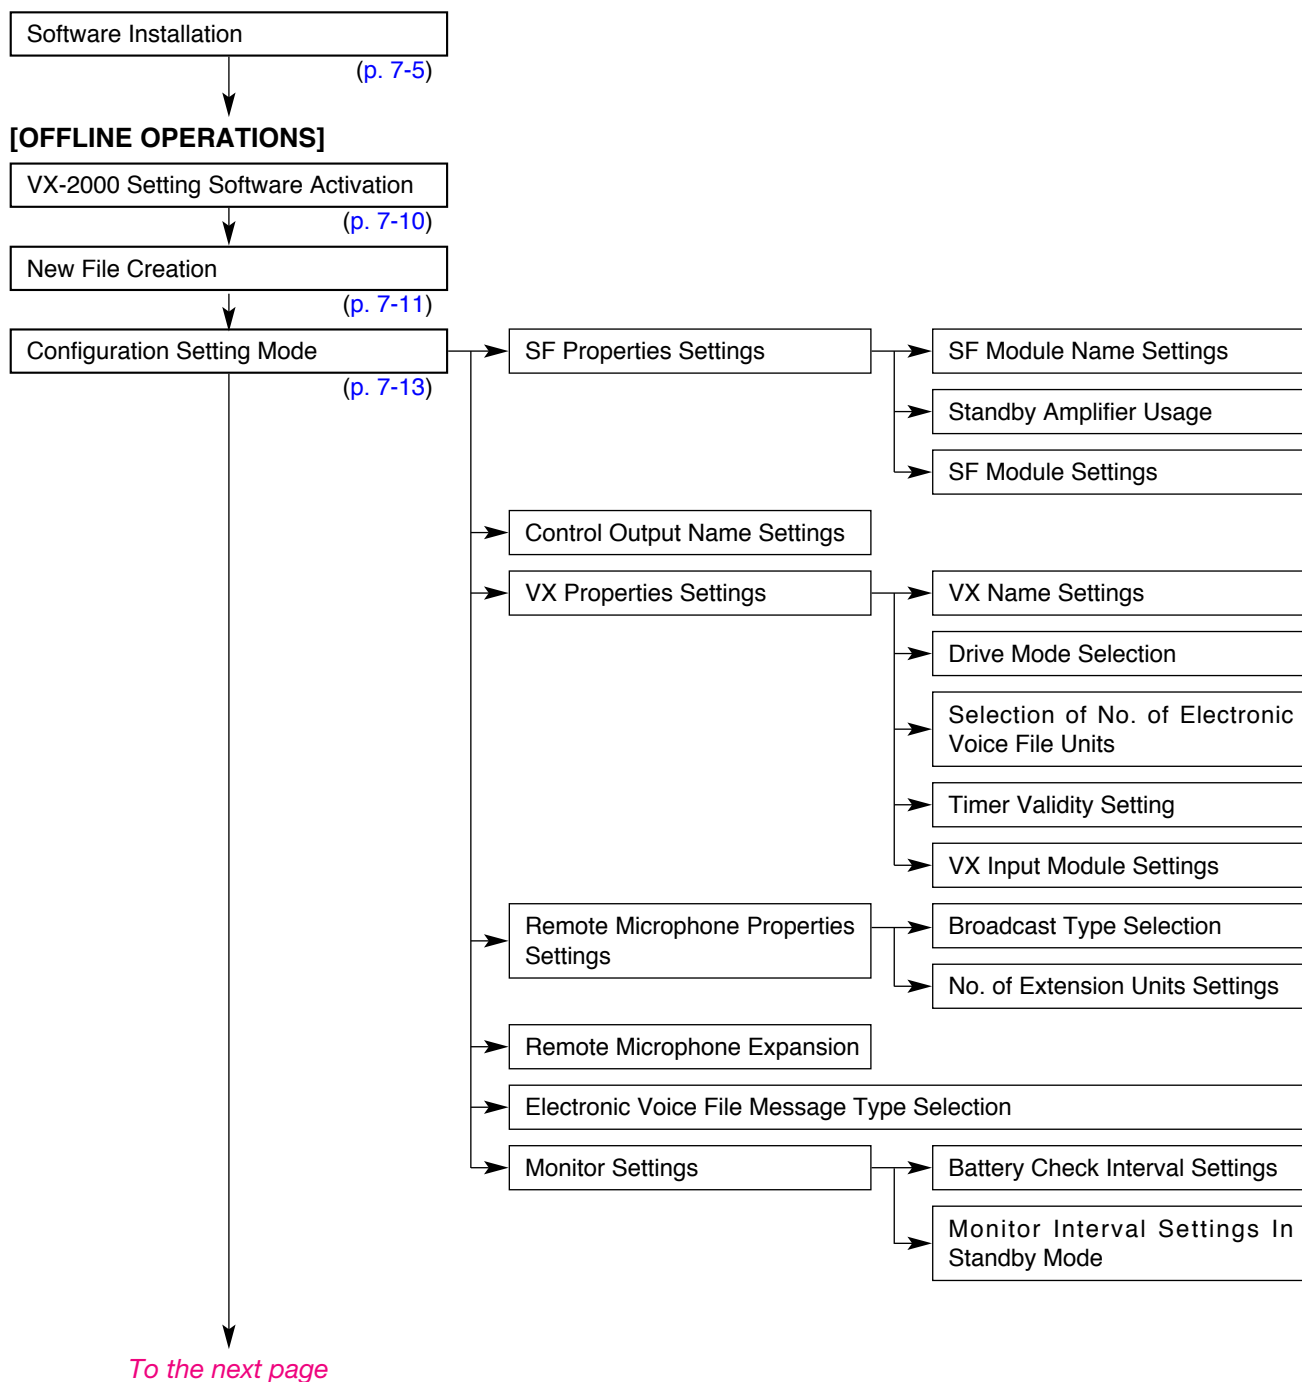 Software Installation
(p. 7-5)
[OFFLINE OPERATIONS]
VX-2000 Setting Software Activation
(p. 7-10)
New File Creation
(p. 7-11)
Configuration Setting Mode
(p. 7-13)
SF Properties Settings
SF Module Name Settings
Standby Amplifier Usage
SF Module Settings
Control Output Name Settings
VX Properties Settings
VX Name Settings
Drive Mode Selection
Selection of No. of Electronic
Voice File Units
Timer Validity Setting
VX Input Module Settings
Remote Microphone Properties
Settings
Broadcast Type Selection
No. of Extension Units Settings
Remote Microphone Expansion
Electronic Voice File Message Type Selection
Monitor Settings
Battery Check Interval Settings
Monitor Interval Settings In
Standby Mode
To the next page